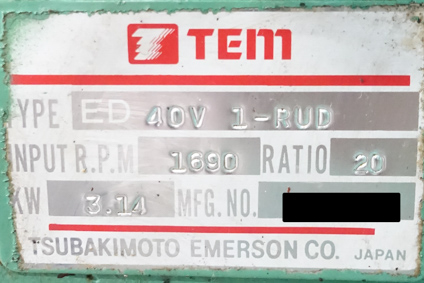 TEM
TYPE ED 40V 1-RUD
INPUT R.P.M 1690 RATIO 20
KW 3.14 MFG. NO.
TSUBAKIMOTO EMERSON CO. JAPAN